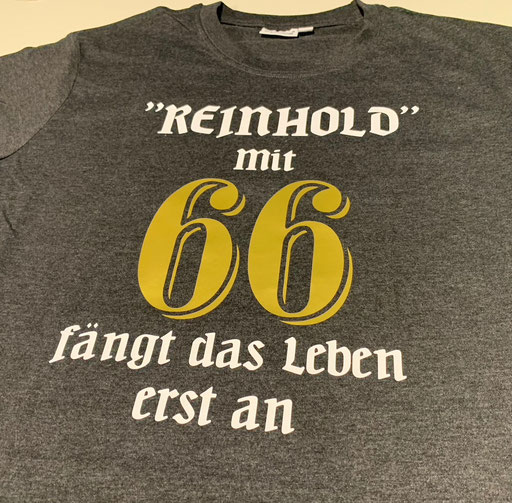 "REINHOLD"
mit
66
fängt das Leben
erst an